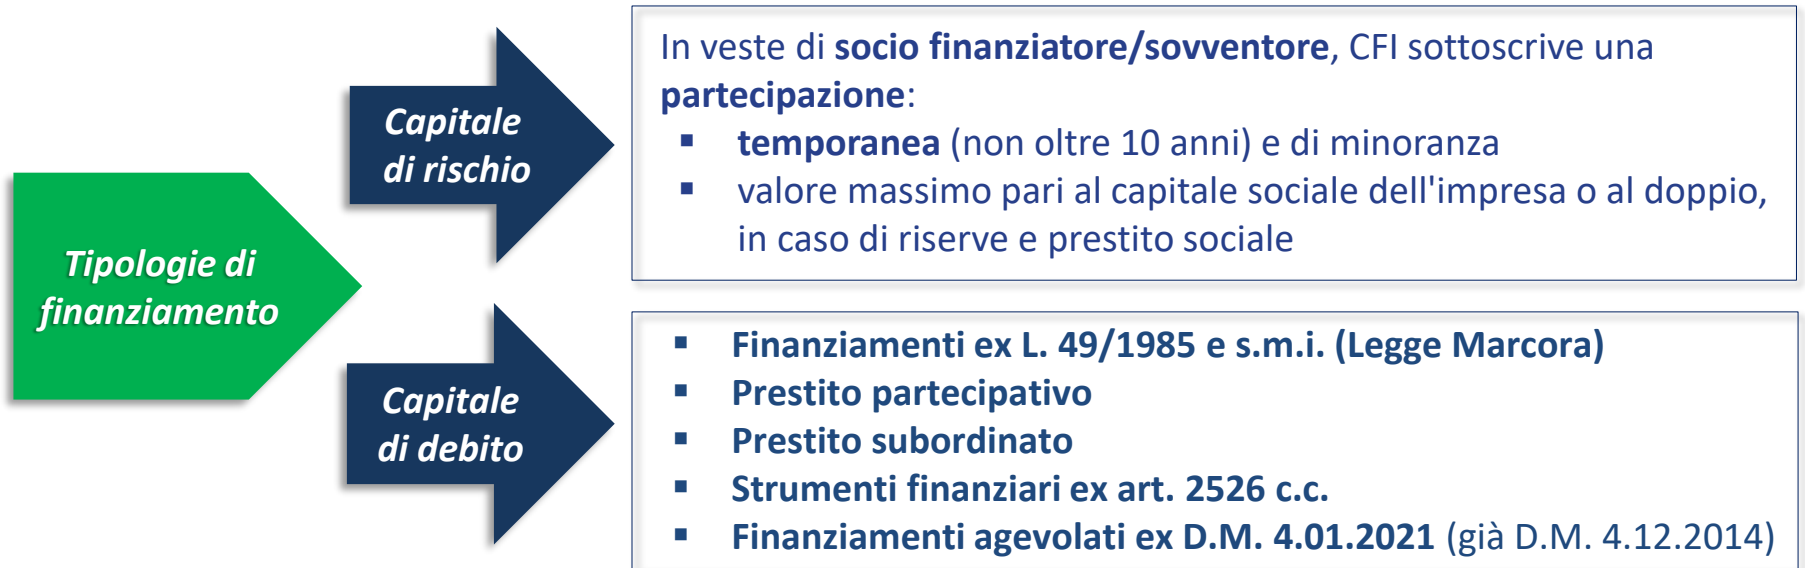 Tipologie di
finanziamento
Capitale
di rischio
In veste di socio finanziatore/sovventore, CFI sottoscrive una
partecipazione:
▪ temporanea (non oltre 10 anni) e di minoranza
▪ valore massimo pari al capitale sociale dell'impresa o al doppio,
in caso di riserve e prestito sociale
Capitale
di debito
▪ Finanziamenti ex L. 49/1985 e s.m.i. (Legge Marcora)
▪ Prestito partecipativo
▪ Prestito subordinato
▪ Strumenti finanziari ex art. 2526 c.c.
▪ Finanziamenti agevolati ex D.M. 4.01.2021 (già D.M. 4.12.2014)